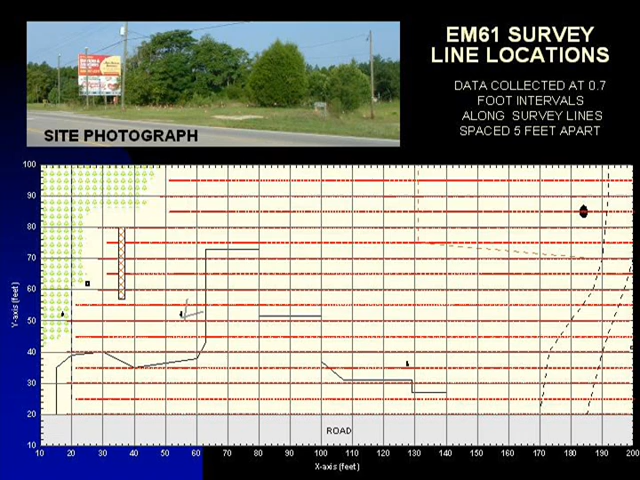 EM61 SURVEY
LINE LOCATIONS
DATA COLLECTED AT 0.7
FOOT INTERVALS
ALONG SURVEY LINES
SPACED 5 FEET APART
SITE PHOTOGRAPH
100
90
80
70
60
50
40
30
20
10
Y-axis (feet)
ROAD
10 20 30 40 50 60 70 80 90 100 110 120 130 140 150 160 170 180 190 200
X-axis (feet)